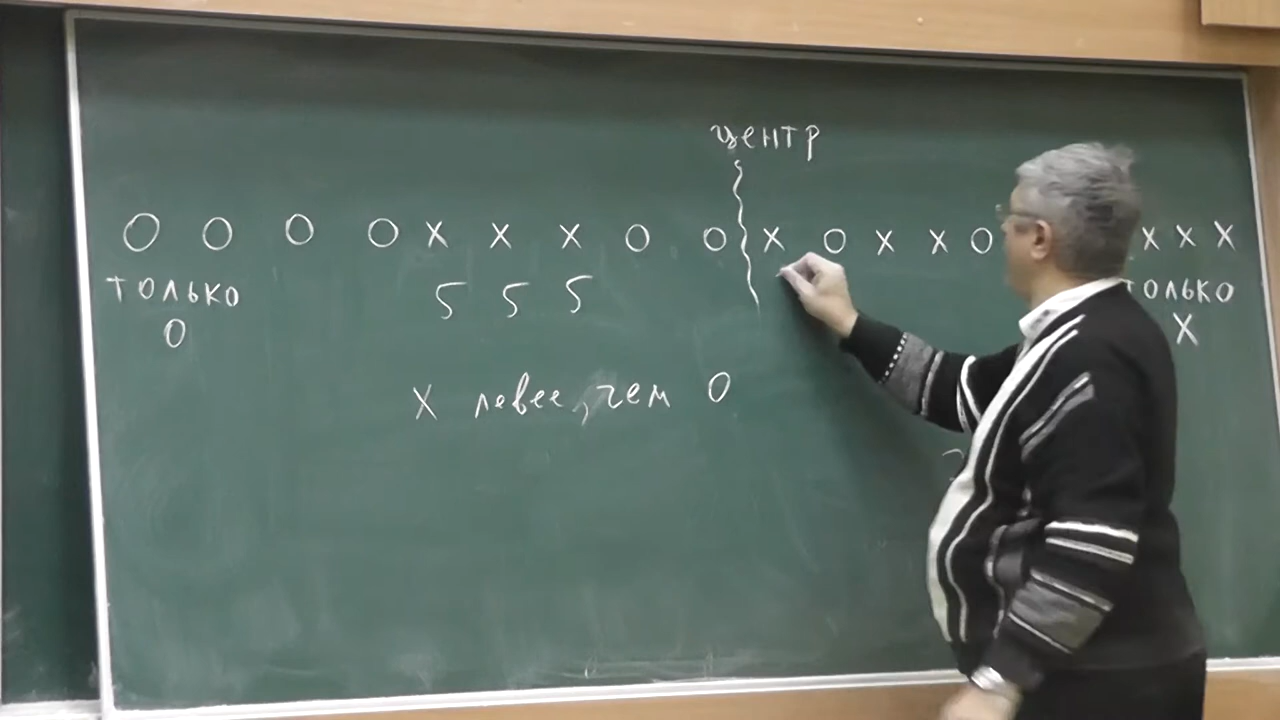 центр
О О О О X X X О О X О X X О X X X
только О
5 5 5
только X
X левее, чем О